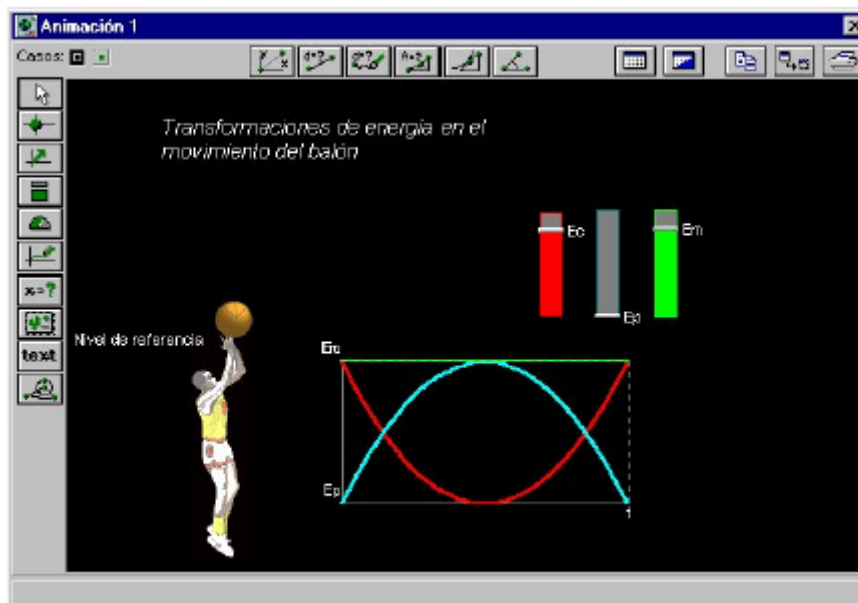 Animación 1
Casos:
Transformaciones de energía en el
movimiento del balón
Ec
Em
Ep
Nivel de referencia
Em
Ep
x=?
text